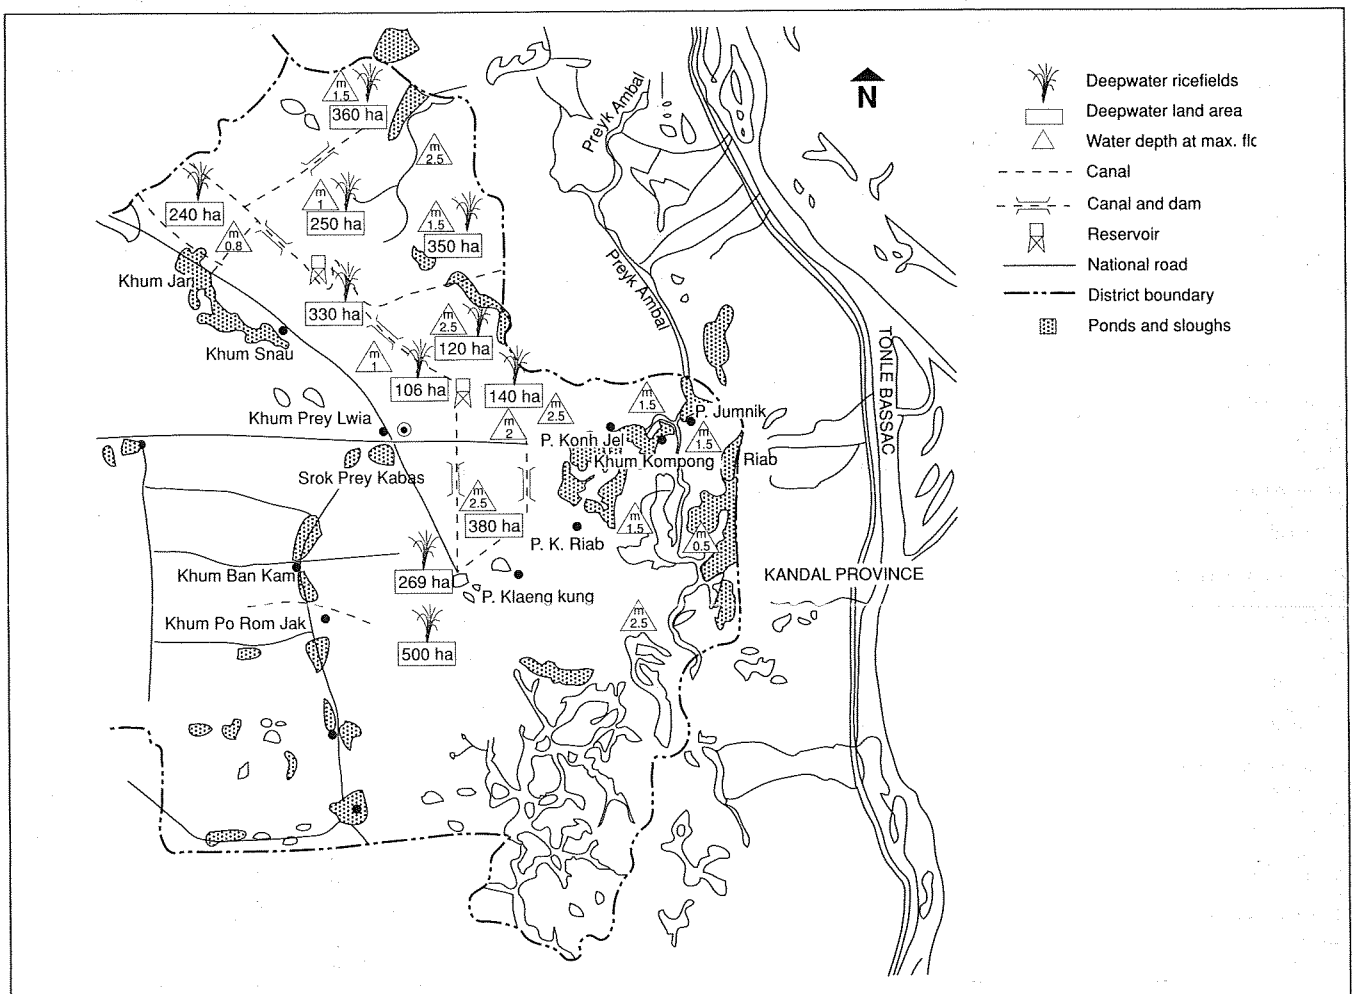 m
1.5
360 ha
Preyk Ambal
N
m
2.5
240 ha
m
1
250 ha
m
1.5
350 ha
m
0.8
Khum Jan
Preyk Ambal
330 ha
m
2.5
120 ha
Khum Snau
m
1
106 ha
140 ha
TONLE BASSAC
m
1.5
Khum Prey Lwia
m
2
m
2.5
P. Jumnik
P. Konh Jel
m
1.5
Khum Kompong
Riab
Srok Prey Kabas
m
2.5
380 ha
m
1.5
m
0.5
P. K. Riab
Khum Ban Kam
269 ha
KANDAL PROVINCE
P. Klaeng kung
Khum Po Rom Jak
m
2.5
500 ha
Deepwater ricefields
Deepwater land area
Water depth at max. flc
Canal
Canal and dam
Reservoir
National road
District boundary
Ponds and sloughs